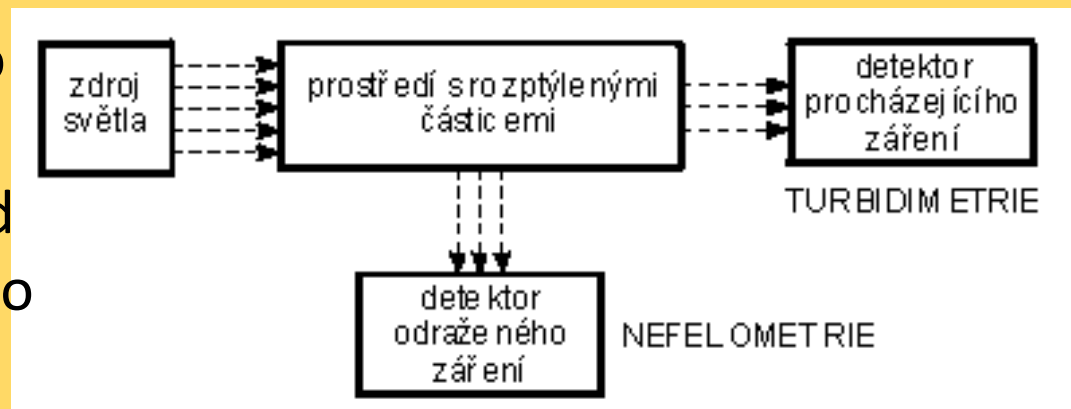 zdroj
světla
prostředí s rozptýlenými
částicemi
detektor
procházejícího
záření
TURBIDIMETRIE
detektor
odraženého
záření
NEFELOMETRIE